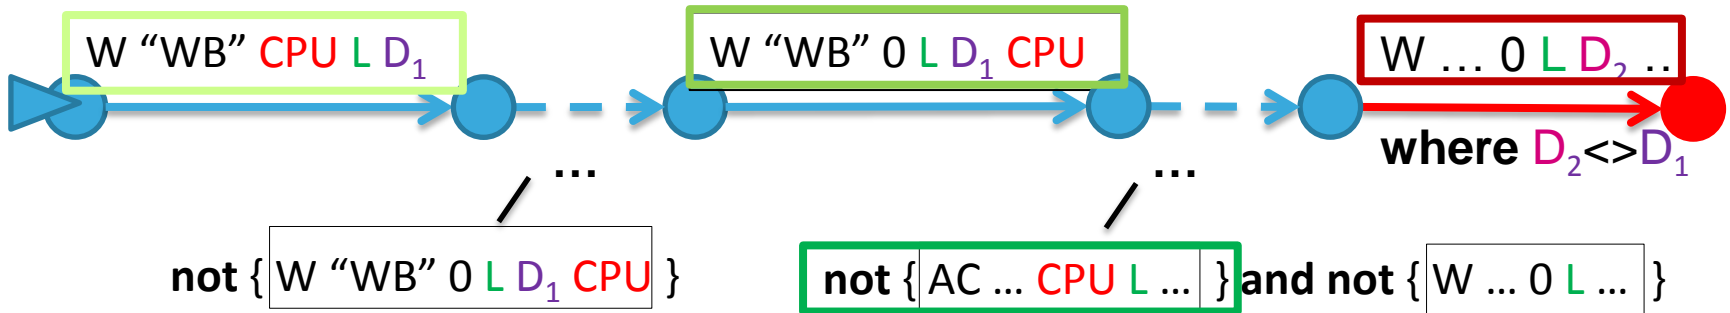 W “WB” CPU L D₁
W “WB” 0 L D₁ CPU
W … 0 L D₂ ..
where D₂<>D₁
...
...
not { W “WB” 0 L D₁ CPU }
not { AC … CPU L … } and not { W … 0 L … }